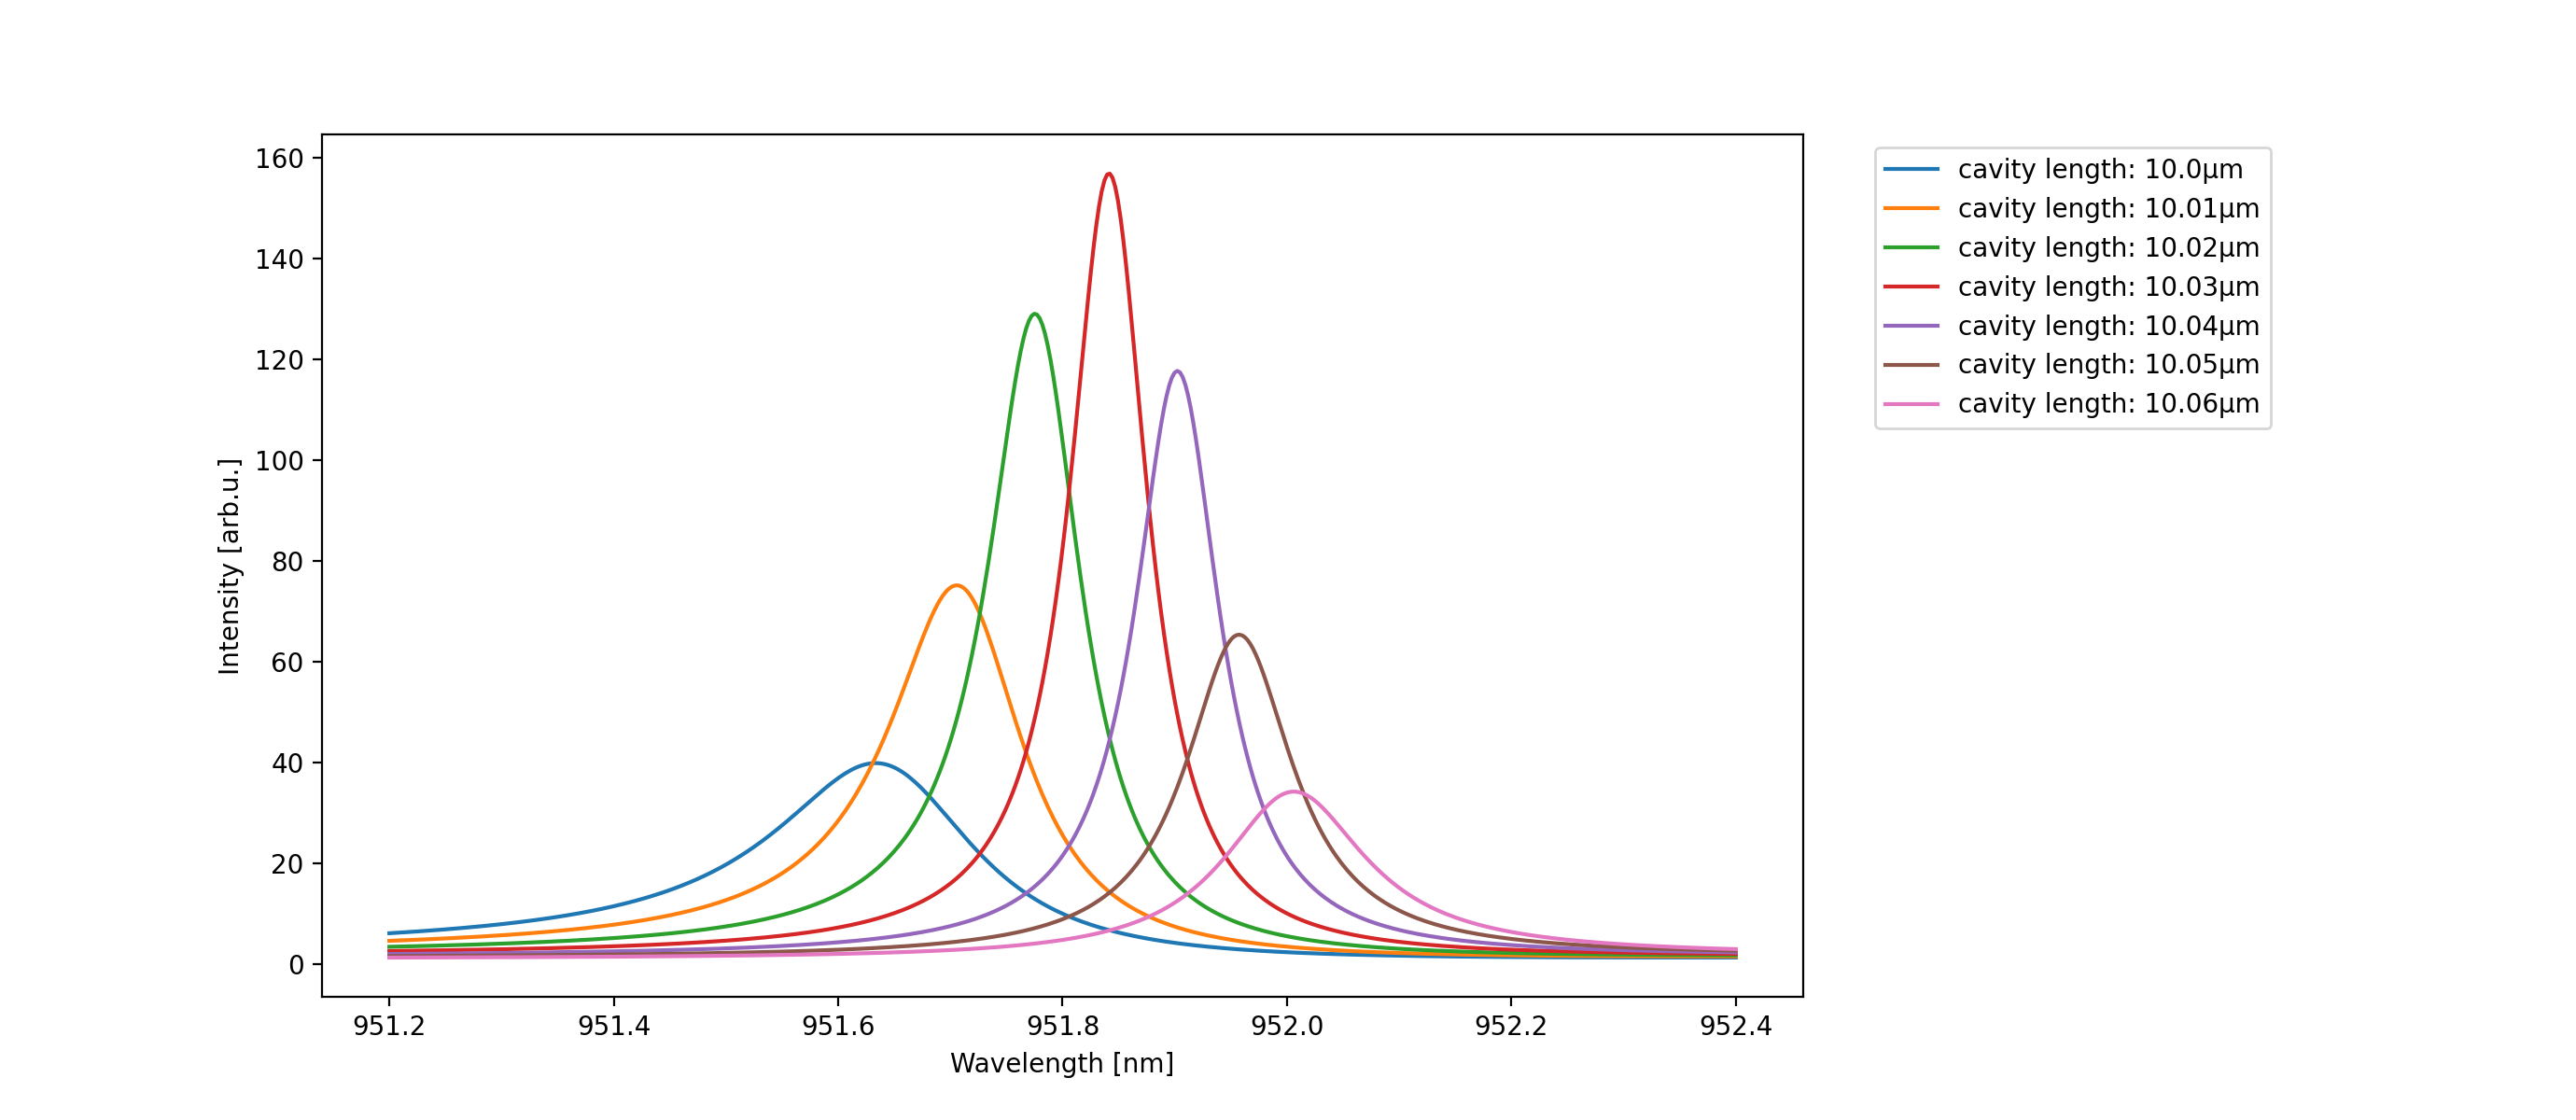 160
140
120
100
80
60
40
20
0
Intensity [arb.u.]
951.2 951.4 951.6 951.8 952.0 952.2 952.4
Wavelength [nm]
cavity length: 10.0μm
cavity length: 10.01μm
cavity length: 10.02μm
cavity length: 10.03μm
cavity length: 10.04μm
cavity length: 10.05μm
cavity length: 10.06μm